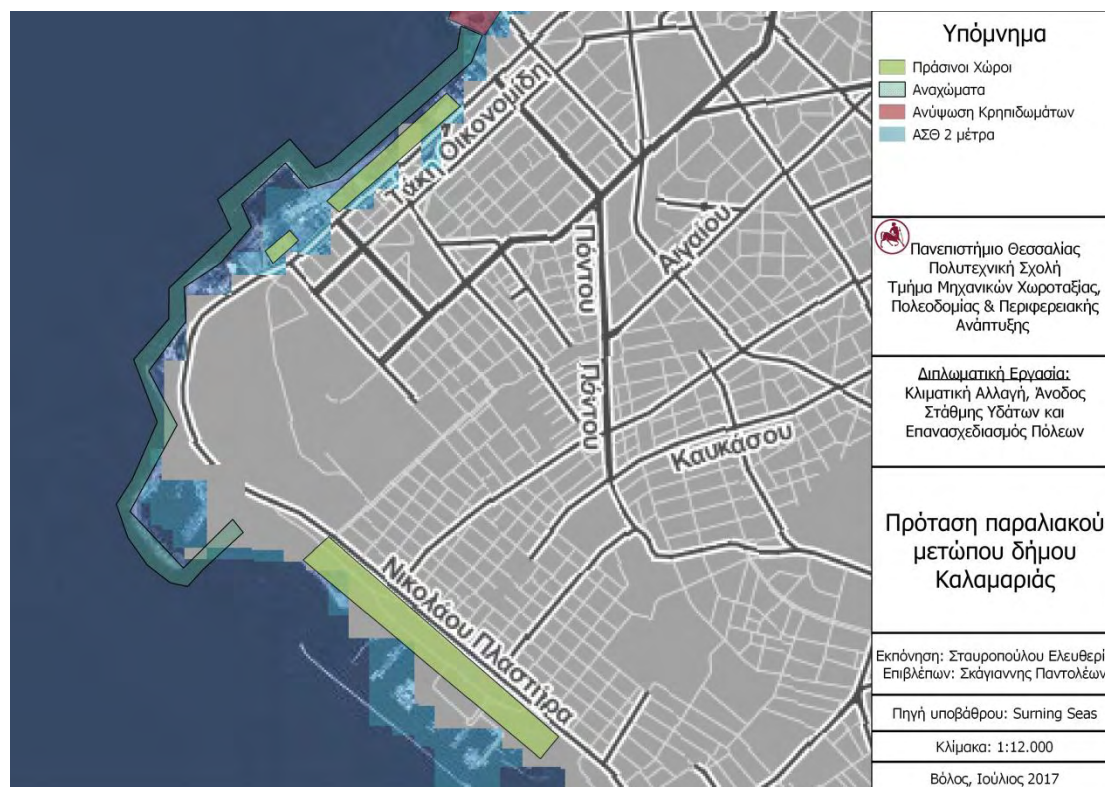 Υπόμνημα
Πράσινοι Χώροι
Αναχώματα
Ανύψωση Κρηπιδωμάτων
ΑΣΘ 2 μέτρα
Πανεπιστήμιο Θεσσαλίας
Πολυτεχνική Σχολή
Τμήμα Μηχανικών Χωροταξίας,
Πολεοδομίας & Περιφερειακής
Ανάπτυξης
Διπλωματική Εργασία:
Κλιματική Αλλαγή, Άνοδος
Στάθμης Υδάτων και
Επανασχεδιασμός Πόλεων
Πρόταση παραλιακού
μετώπου δήμου
Καλαμαριάς
Εκπόνηση: Σταυροπούλου Ελευθερί
Επιβλέπων: Σκάγιαννης Παντολέων
Πηγή υποβάθρου: Surning Seas
Κλίμακα: 1:12.000
Βόλος, Ιούλιος 2017
Τάκη Οικονομίδη
Πόντου
Αιγαίου
Πόντου
Καυκάσου
Νικολάου Πλαστήρα